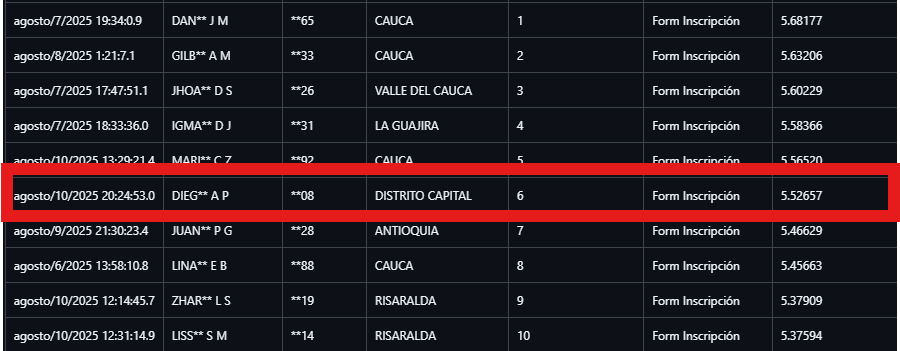 agosto/7/2025 19:34:0.9 DAN** J M **65 CAUCA 1 Form Inscripción 5.68177
agosto/8/2025 1:21:7.1 GILB** A M **33 CAUCA 2 Form Inscripción 5.63206
agosto/7/2025 17:47:51.1 JHOA** D S **26 VALLE DEL CAUCA 3 Form Inscripción 5.60229
agosto/7/2025 18:33:36.0 IGMA** D J **31 LA GUAJIRA 4 Form Inscripción 5.58366
agosto/10/2025 13:29:21.4 MARI** C Z **92 CAUCA 5 Form Inscripción 5.56520
agosto/10/2025 20:24:53.0 DIEG** A P **08 DISTRITO CAPITAL 6 Form Inscripción 5.52657
agosto/9/2025 21:30:23.4 JUAN** P G **28 ANTIOQUIA 7 Form Inscripción 5.46629
agosto/6/2025 13:58:10.8 LINA** E B **88 CAUCA 8 Form Inscripción 5.45663
agosto/10/2025 12:14:45.7 ZHAR** L S **19 RISARALDA 9 Form Inscripción 5.37909
agosto/10/2025 12:31:14.9 LISS** S M **14 RISARALDA 10 Form Inscripción 5.37594